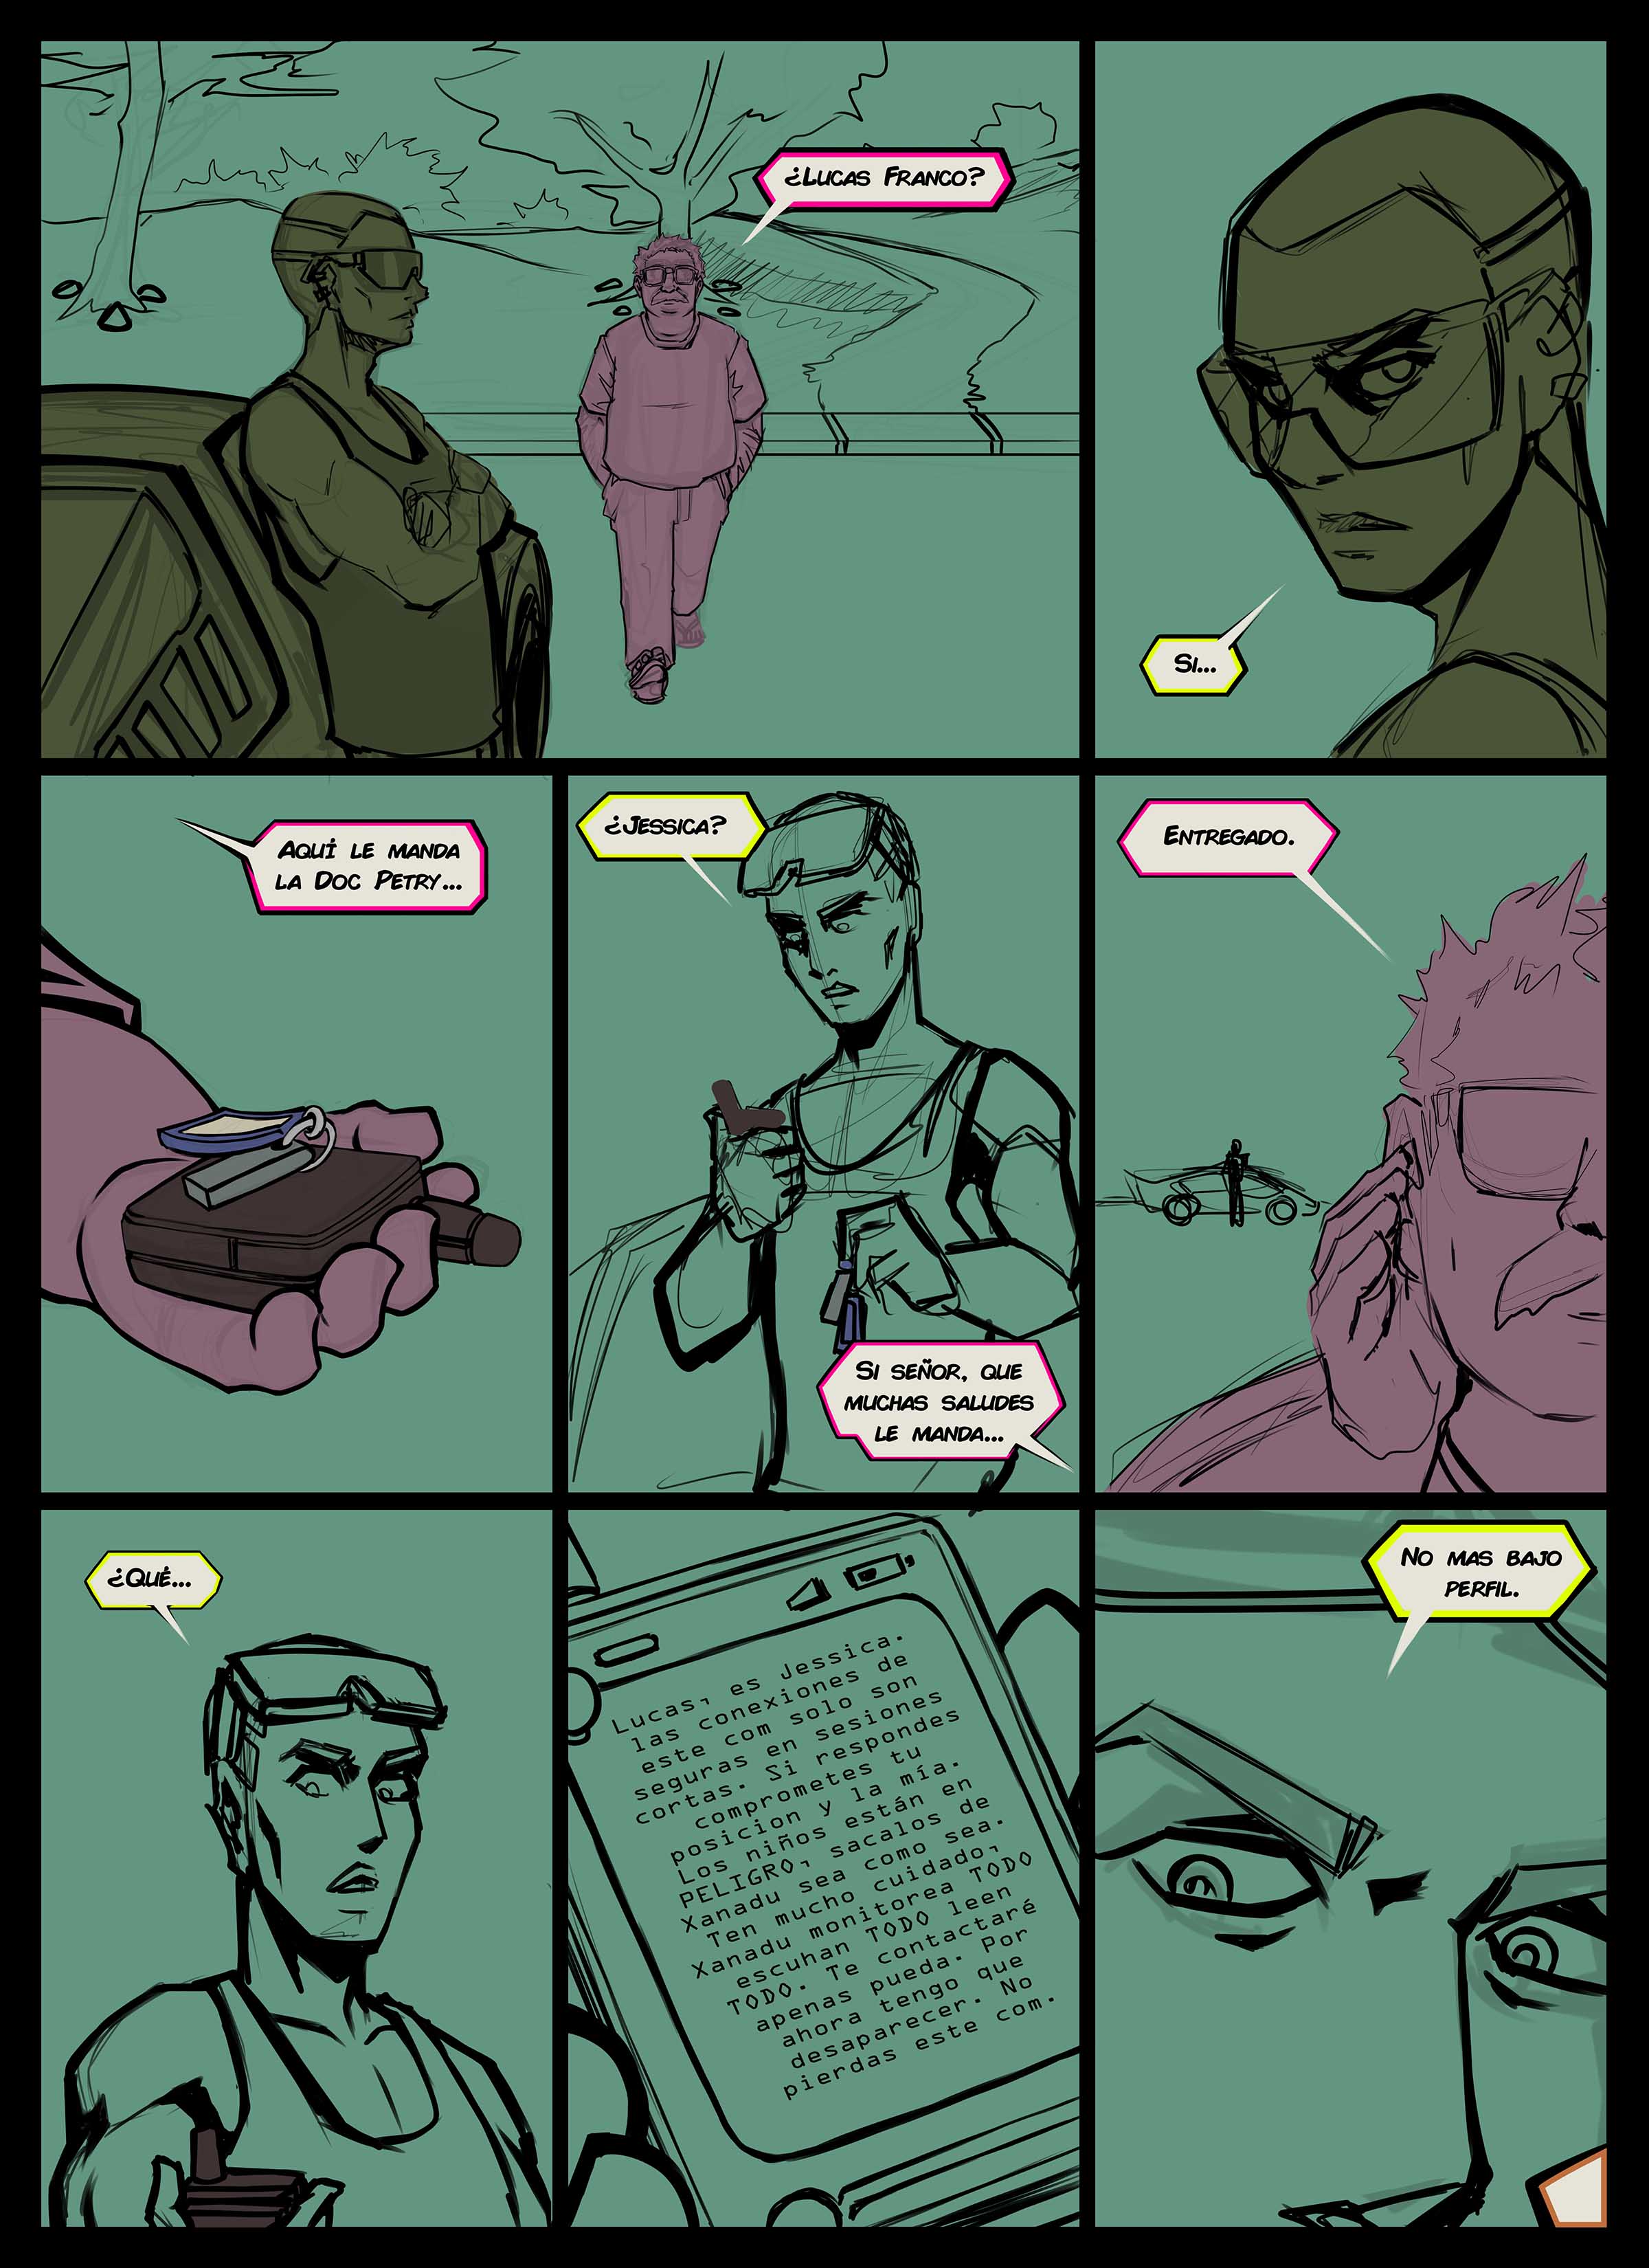 ¿LUCAS FRANCO?
SI...
AQUÍ LE MANDA
LA DOC PETRY...
¿JESSICA?
SI SEÑOR, QUE
MUCHAS SALUDES
LE MANDA...
ENTREGADO.
¿QUÉ...
Lucas, es Jessica.
las conexiones de
este com solo son
seguras en sesiones
cortas. Si respondes
comprometes tu
posicion y la mía.
Los niños están en
PELIGRO, sacalos de
Xanadu sea como sea.
Ten mucho cuidado,
Xanadu monitorea TODO
escuhan TODO leen
TODO. Te contactaré
apenas pueda. Por
ahora tengo que
desaparecer. No
pierdas este com.
NO MAS BAJO
PERFIL.